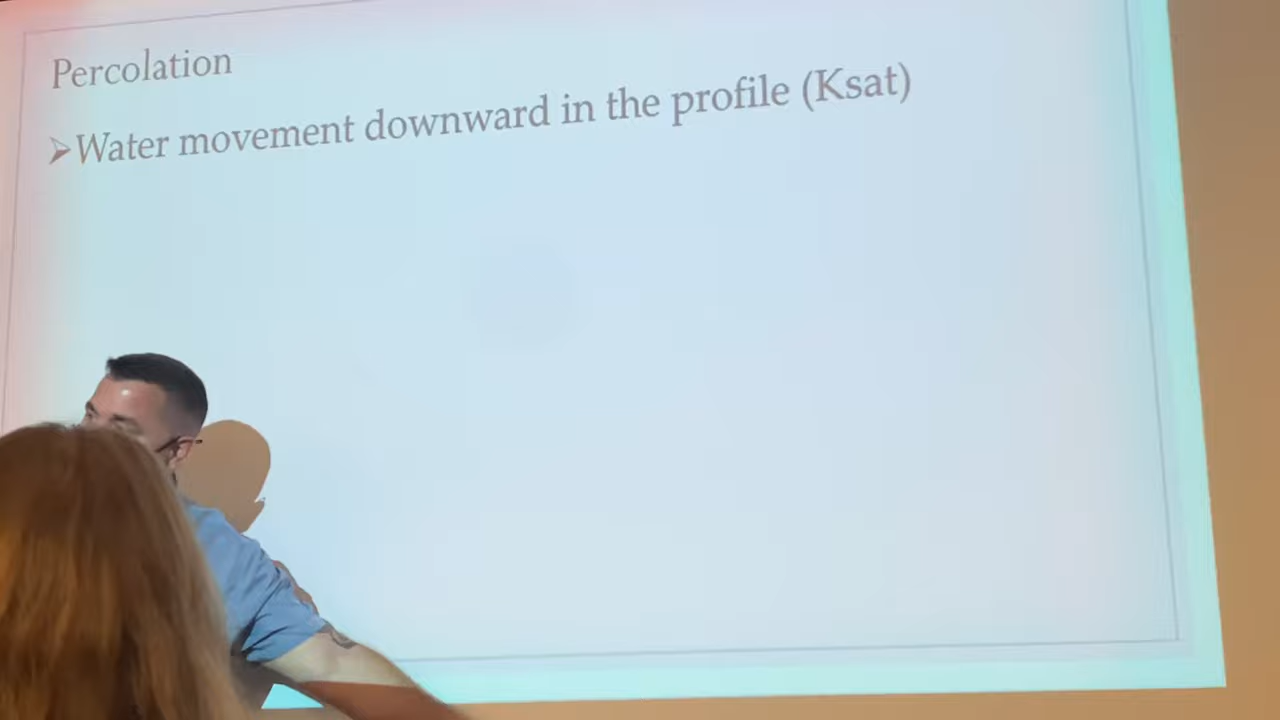 Percolation
➢Water movement downward in the profile (Ksat)